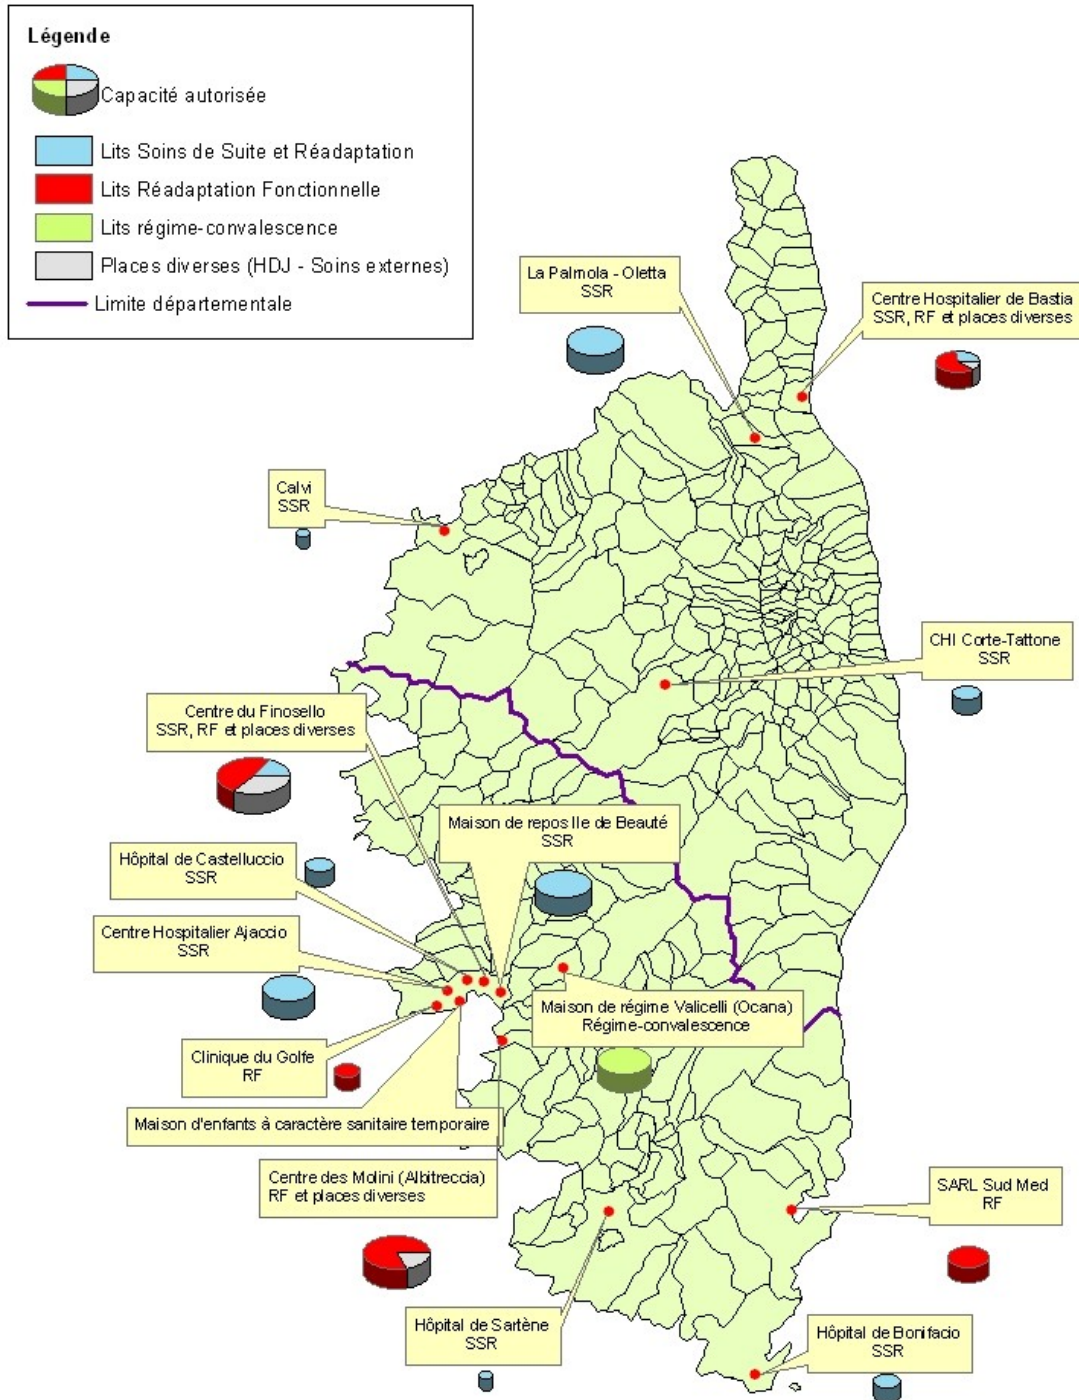 Légende
Capacité autorisée
Lits Soins de Suite et Réadaptation
Lits Réadaptation Fonctionnelle
Lits régime-convalescence
Places diverses (HDJ - Soins externes)
Limite départementale
La Palmola - Oletta
SSR
Centre Hospitalier de Bastia
SSR, RF et places diverses
Calvi
SSR
CHI Corte-Tattone
SSR
Centre du Finosello
SSR, RF et places diverses
Maison de repos Ile de Beauté
SSR
Hôpital de Castelluccio
SSR
Centre Hospitalier Ajaccio
SSR
Maison de régime Valicelli (Ocana)
Régime-convalescence
Clinique du Golfe
RF
Maison d'enfants à caractère sanitaire temporaire
Centre des Molini (Albitreccia)
RF et places diverses
SARL Sud Med
RF
Hôpital de Sartène
SSR
Hôpital de Bonifacio
SSR